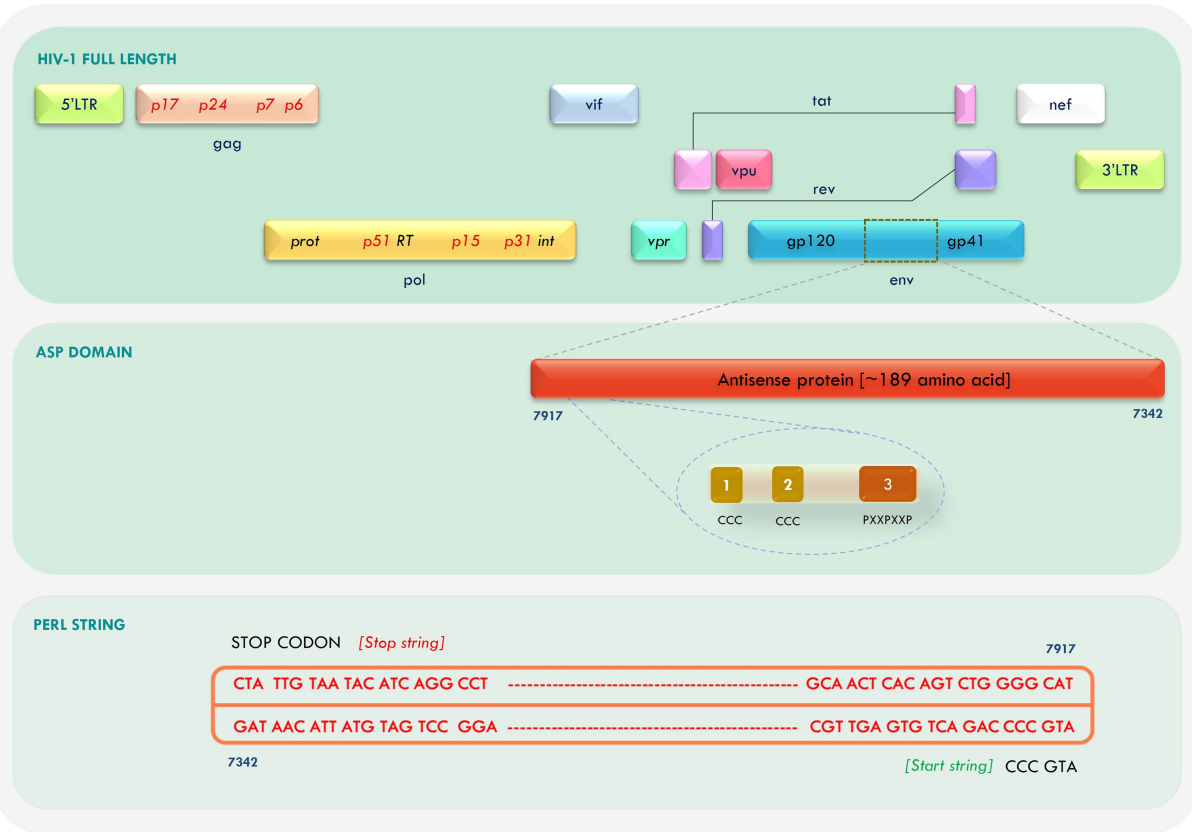 HIV-1 FULL LENGTH
5'LTR
p17 p24 p7 p6
gag
vif
tat
nef
vpu
rev
3'LTR
prot p51 RT p15 p31 int
pol
vpr
gp120 gp41
env
ASP DOMAIN
Antisense protein [~189 amino acid]
7917
7342
1 2 3
CCC CCC PXXPXXP
PERL STRING
STOP CODON [Stop string]
7917
CTA TTG TAA TAC ATC AGG CCT ---------------------------------------------- GCA ACT CAC AGT CTG GGG CAT
GAT AAC ATT ATG TAG TCC GGA ---------------------------------------------- CGT TGA GTG TCA GAC CCC GTA
7342
[Start string] CCC GTA